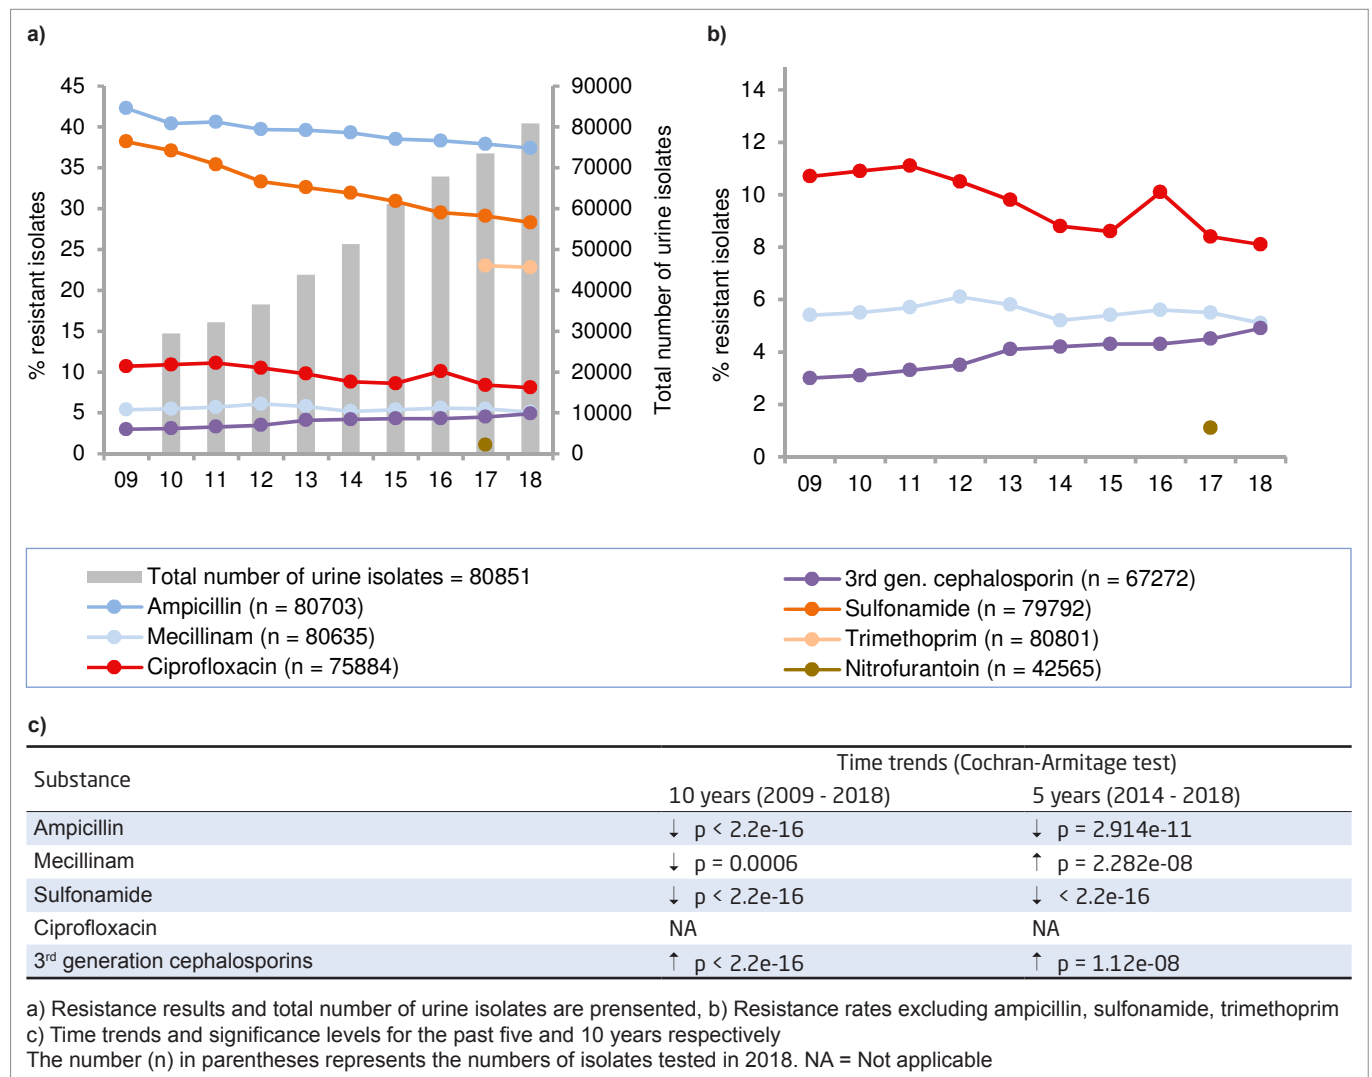 a)
b)
45
40
35
30
25
20
15
10
5
0
% resistant isolates
90000
80000
70000
60000
50000
40000
30000
20000
10000
0
Total number of urine isolates
09 10 11 12 13 14 15 16 17 18
14
12
10
8
6
4
2
0
% resistant isolates
09 10 11 12 13 14 15 16 17 18
Total number of urine isolates = 80851
Ampicillin (n = 80703)
Mecillinam (n = 80635)
Ciprofloxacin (n = 75884)
3rd gen. cephalosporin (n = 67272)
Sulfonamide (n = 79792)
Trimethoprim (n = 80801)
Nitrofurantoin (n = 42565)
c)
Substance Time trends (Cochran-Armitage test)
10 years (2009 - 2018) 5 years (2014 - 2018)
Ampicillin ↓ p < 2.2e-16 ↓ p = 2.914e-11
Mecillinam ↓ p = 0.0006 ↑ p = 2.282e-08
Sulfonamide ↓ p < 2.2e-16 ↓ < 2.2e-16
Ciprofloxacin NA NA
3rd generation cephalosporins ↑ p < 2.2e-16 ↑ p = 1.12e-08
a) Resistance results and total number of urine isolates are prensented, b) Resistance rates excluding ampicillin, sulfonamide, trimethoprim
c) Time trends and significance levels for the past five and 10 years respectively
The number (n) in parentheses represents the numbers of isolates tested in 2018. NA = Not applicable